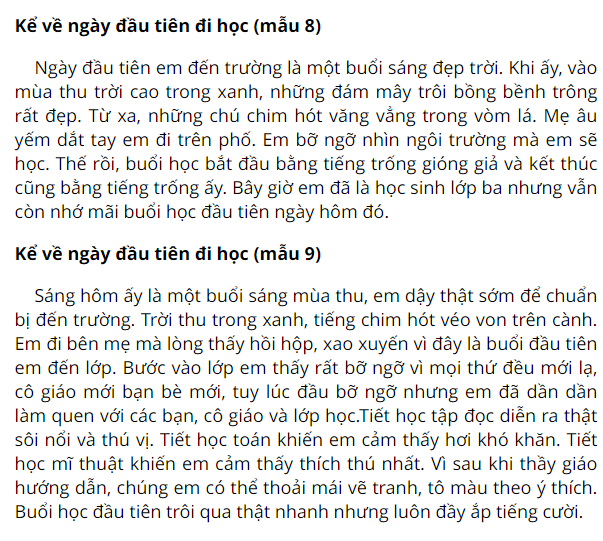 Kể về ngày đầu tiên đi học (mẫu 8)
Ngày đầu tiên em đến trường là một buổi sáng đẹp trời. Khi ấy, vào
mùa thu trời cao trong xanh, những đám mây trôi bồng bềnh trông
rất đẹp. Từ xa, những chú chim hót văng vẳng trong vòm lá. Mẹ âu
yếm dắt tay em đi trên phố. Em bỡ ngỡ nhìn ngôi trường mà em sẽ
học. Thế rồi, buổi học bắt đầu bằng tiếng trống gióng giả và kết thúc
cũng bằng tiếng trống ấy. Bây giờ em đã là học sinh lớp ba nhưng vẫn
còn nhớ mãi buổi học đầu tiên ngày hôm đó.
Kể về ngày đầu tiên đi học (mẫu 9)
Sáng hôm ấy là một buổi sáng mùa thu, em dậy thật sớm để chuẩn
bị đến trường. Trời thu trong xanh, tiếng chim hót véo von trên cành.
Em đi bên mẹ mà lòng thấy hồi hộp, xao xuyến vì đây là buổi đầu tiên
em đến lớp. Bước vào lớp em thấy rất bỡ ngỡ vì mọi thứ đều mới lạ,
cô giáo mới bạn bè mới, tuy lúc đầu bỡ ngỡ nhưng em đã dần dần
làm quen với các bạn, cô giáo và lớp học.Tiết học tập đọc diễn ra thật
sôi nổi và thú vị. Tiết học toán khiến em cảm thấy hơi khó khăn. Tiết
học mĩ thuật khiến em cảm thấy thích thú nhất. Vì sau khi thầy giáo
hướng dẫn, chúng em có thể thoải mái vẽ tranh, tô màu theo ý thích.
Buổi học đầu tiên trôi qua thật nhanh nhưng luôn đầy ắp tiếng cười.